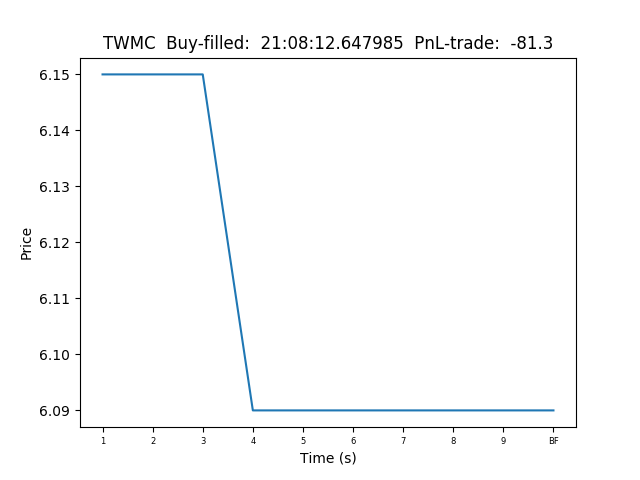 TWMC  Buy-filled:  21:08:12.647985  PnL-trade:  -81.3
6.15
6.14
6.13
6.12
6.11
6.10
6.09
Price
1 2 3 4 5 6 7 8 9 BF
Time (s)